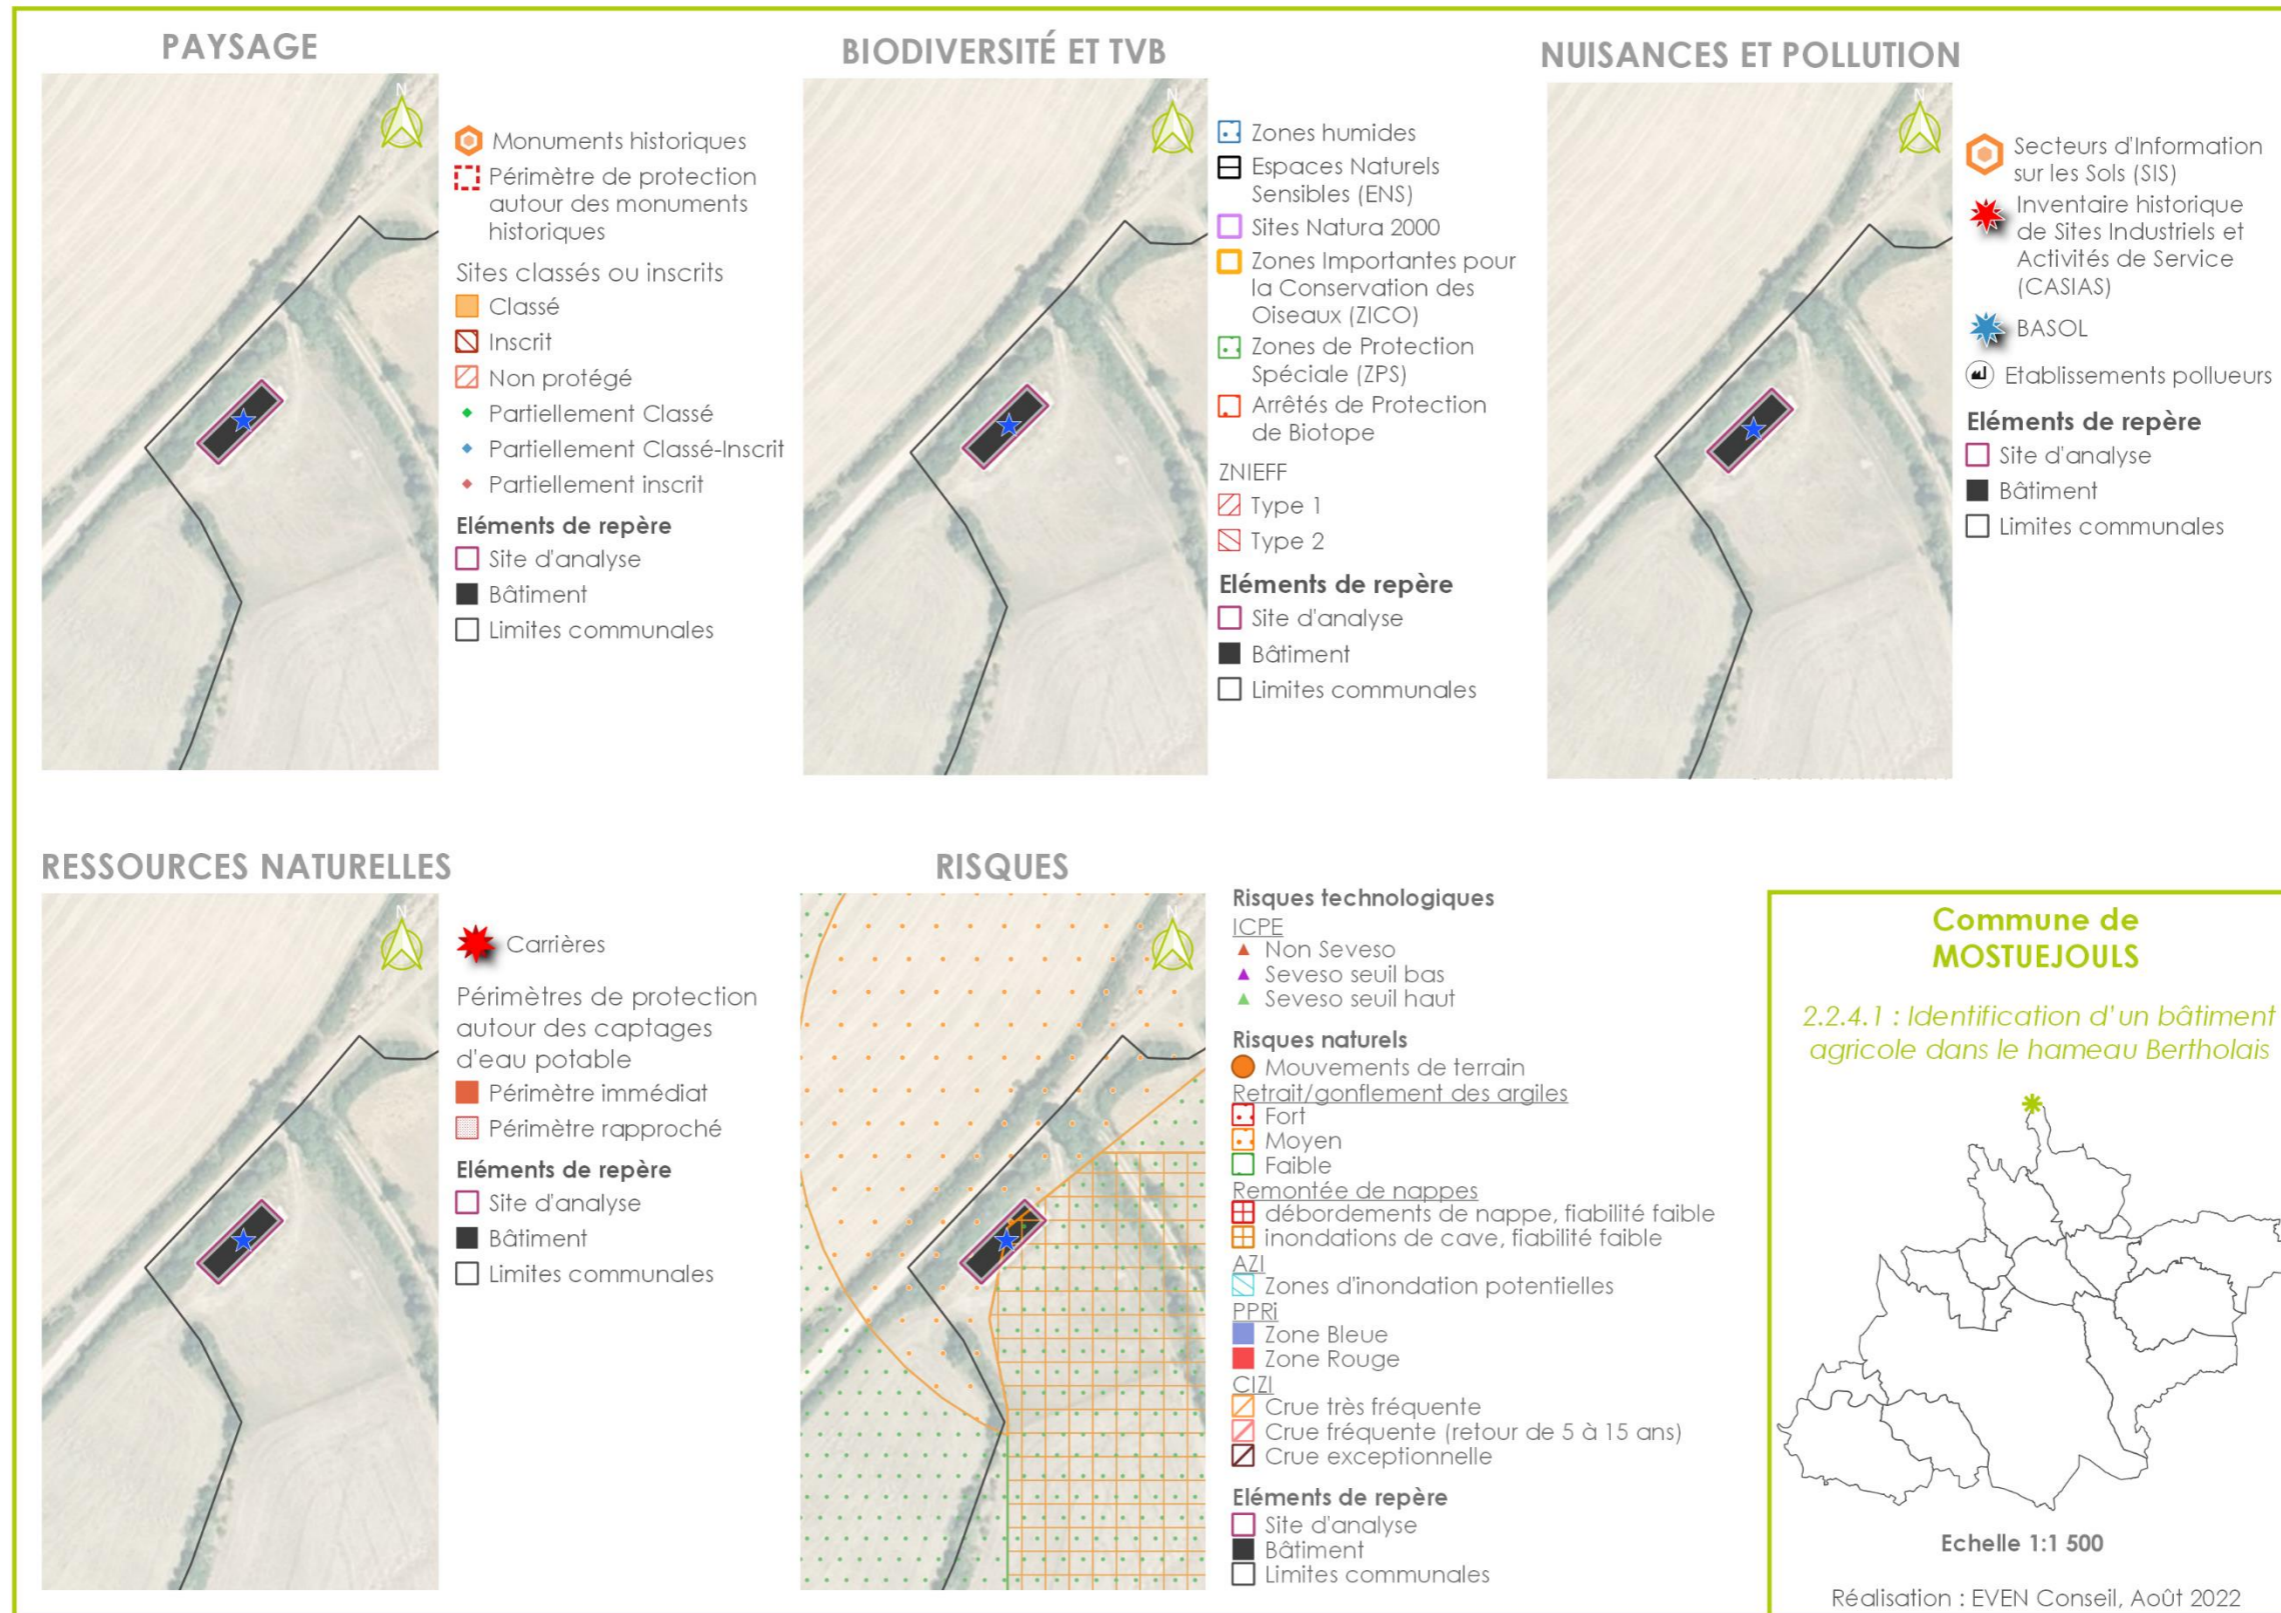 PAYSAGE
N
Monuments historiques
Périmètre de protection
autour des monuments
historiques
Sites classés ou inscrits
Classé
Inscrit
Non protégé
Partiellement Classé
Partiellement Classé-Inscrit
Partiellement inscrit
Eléments de repère
Site d'analyse
Bâtiment
Limites communales
BIODIVERSITÉ ET TVB
N
Zones humides
Espaces Naturels
Sensibles (ENS)
Sites Natura 2000
Zones Importantes pour
la Conservation des
Oiseaux (ZICO)
Zones de Protection
Spéciale (ZPS)
Arrêtés de Protection
de Biotope
ZNIEFF
Type 1
Type 2
Eléments de repère
Site d'analyse
Bâtiment
Limites communales
NUISANCES ET POLLUTION
N
Secteurs d'Information
sur les Sols (SIS)
Inventaire historique
de Sites Industriels et
Activités de Service
(CASIAS)
BASOL
Etablissements pollueurs
Eléments de repère
Site d'analyse
Bâtiment
Limites communales
RESSOURCES NATURELLES
N
Carrières
Périmètres de protection
autour des captages
d'eau potable
Périmètre immédiat
Périmètre rapproché
Eléments de repère
Site d'analyse
Bâtiment
Limites communales
RISQUES
N
Risques technologiques
ICPE
Non Seveso
Seveso seuil bas
Seveso seuil haut
Risques naturels
Mouvements de terrain
Retrait/gonflement des argiles
Fort
Moyen
Faible
Remontée de nappes
débordements de nappe, fiabilité faible
inondations de cave, fiabilité faible
AZI
Zones d'inondation potentielles
PPRi
Zone Bleue
Zone Rouge
CIZI
Crue très fréquente
Crue fréquente (retour de 5 à 15 ans)
Crue exceptionnelle
Eléments de repère
Site d'analyse
Bâtiment
Limites communales
Commune de
MOSTUEJOULS
2.2.4.1 : Identification d'un bâtiment
agricole dans le hameau Bertholais
Echelle 1:1 500
Réalisation : EVEN Conseil, Août 2022